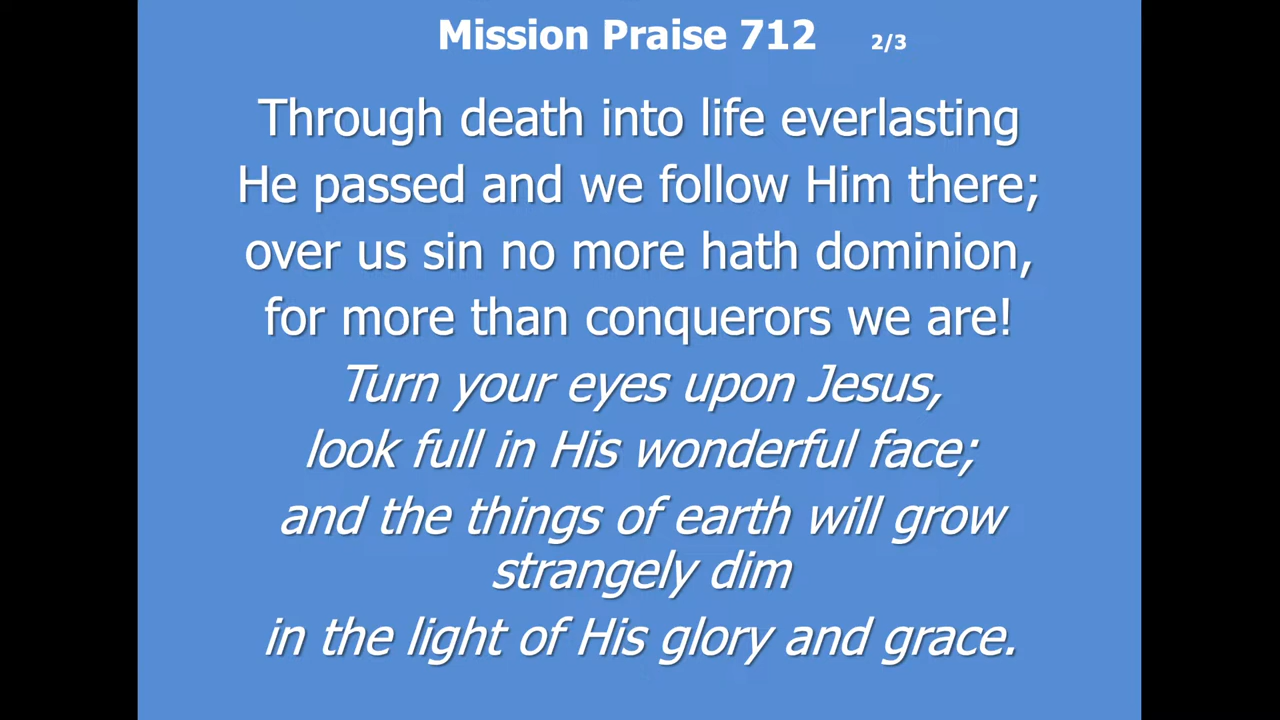 Mission Praise 712 2/3
Through death into life everlasting
He passed and we follow Him there;
over us sin no more hath dominion,
for more than conquerors we are!
Turn your eyes upon Jesus,
look full in His wonderful face;
and the things of earth will grow
strangely dim
in the light of His glory and grace.